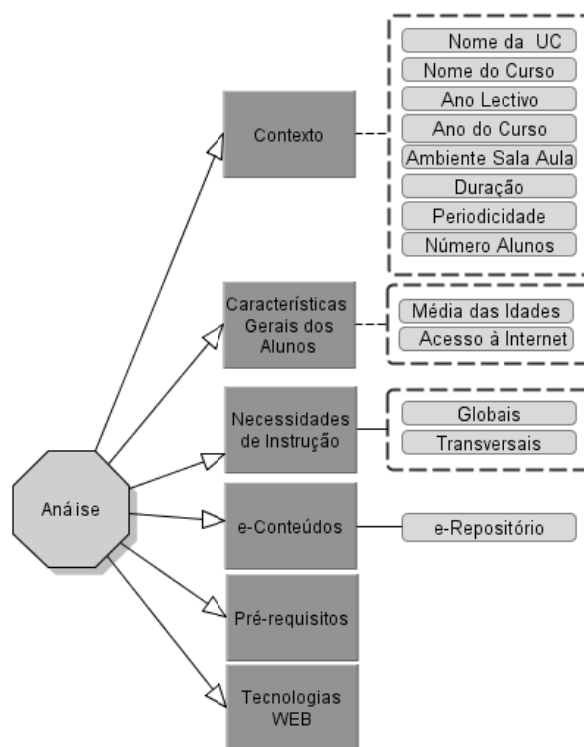 Nome da UC
Nome do Curso
Ano Lectivo
Ano do Curso
Ambiente Sala Aula
Duração
Periodicidade
Número Alunos
Contexto
Características
Gerais dos
Alunos
Média das Idades
Acesso à Internet
Necessidades
de Instrução
Globais
Transversais
Análise
e-Conteúdos
e-Repositório
Pré-requisitos
Tecnologias
WEB